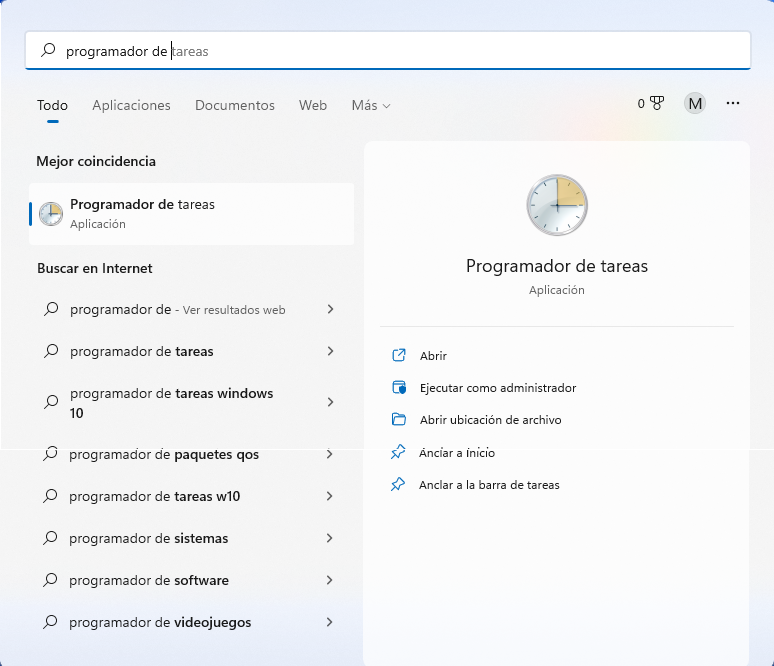 programador de tareas
Todo Aplicaciones Documentos Web Más 0 M
Mejor coincidencia
Programador de tareas
Aplicación
Buscar en Internet
programador de - Ver resultados web
programador de tareas
programador de tareas windows
10
programador de paquetes qos
programador de tareas w10
programador de sistemas
programador de software
programador de videojuegos
Programador de tareas
Aplicación
Abrir
Ejecutar como administrador
Abrir ubicación de archivo
Anclar a Inicio
Anclar a la barra de tareas